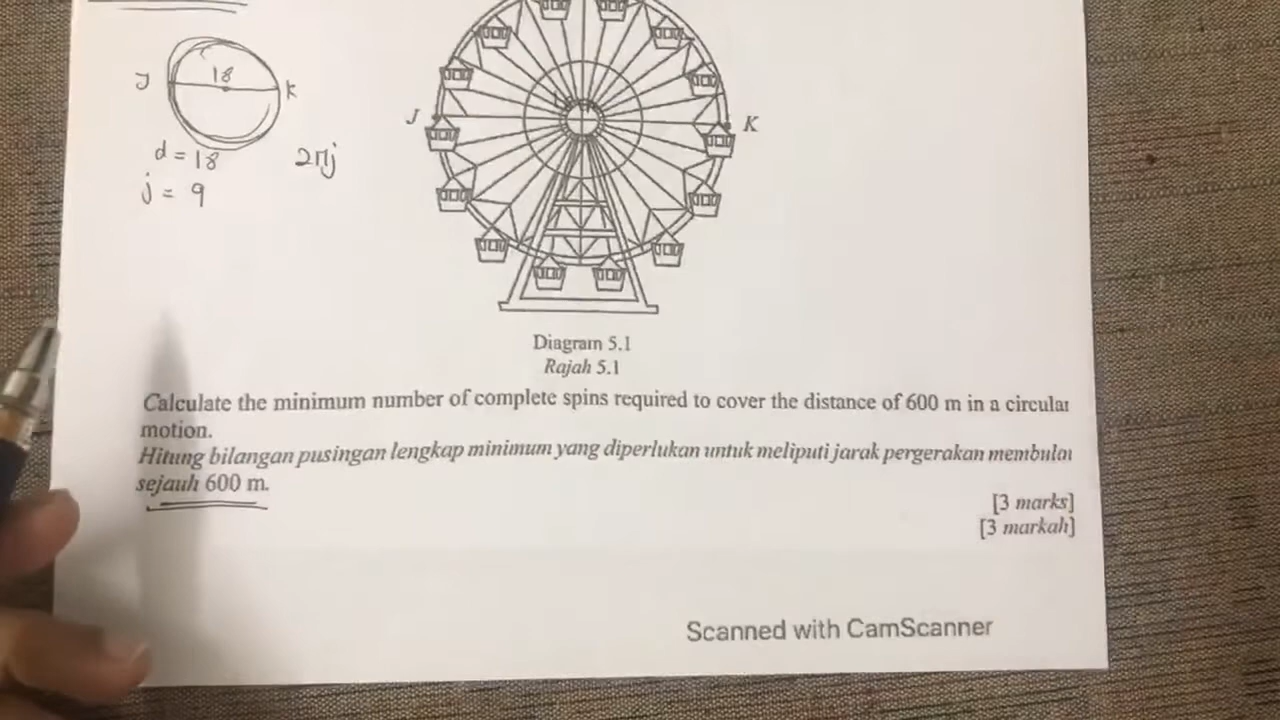 J
18
K
d = 18
2πj
j = 9
J
K
Diagram 5.1
Rajah 5.1
Calculate the minimum number of complete spins required to cover the distance of 600 m in a circular
motion.
Hitung bilangan pusingan lengkap minimum yang diperlukan untuk meliputi jarak pergerakan membulat
sejauh 600 m.
[3 marks]
[3 markah]
Scanned with CamScanner